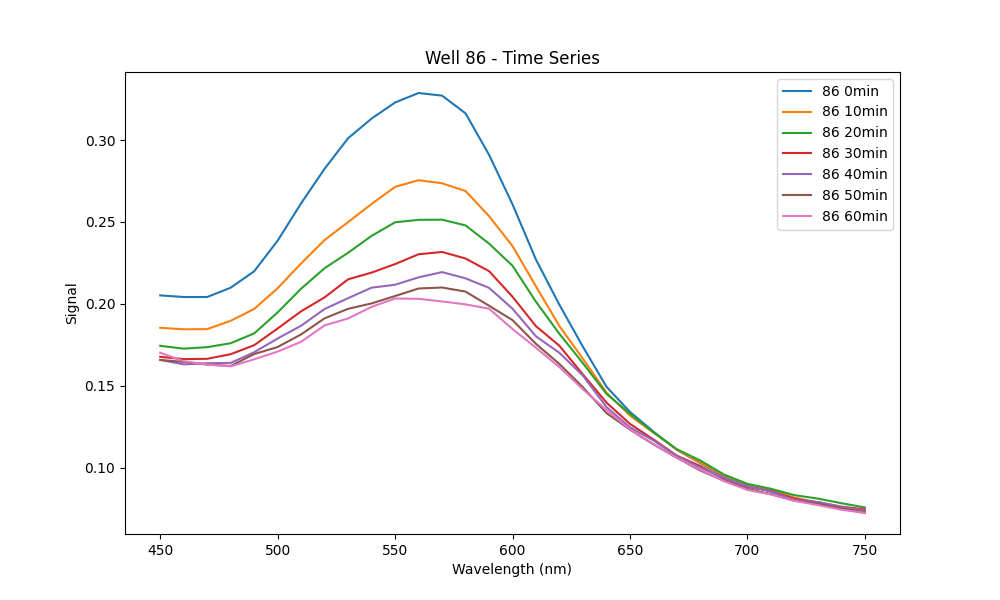 Well 86 - Time Series
86 0min
86 10min
86 20min
86 30min
86 40min
86 50min
86 60min
Signal
0.30
0.25
0.20
0.15
0.10
450 500 550 600 650 700 750
Wavelength (nm)